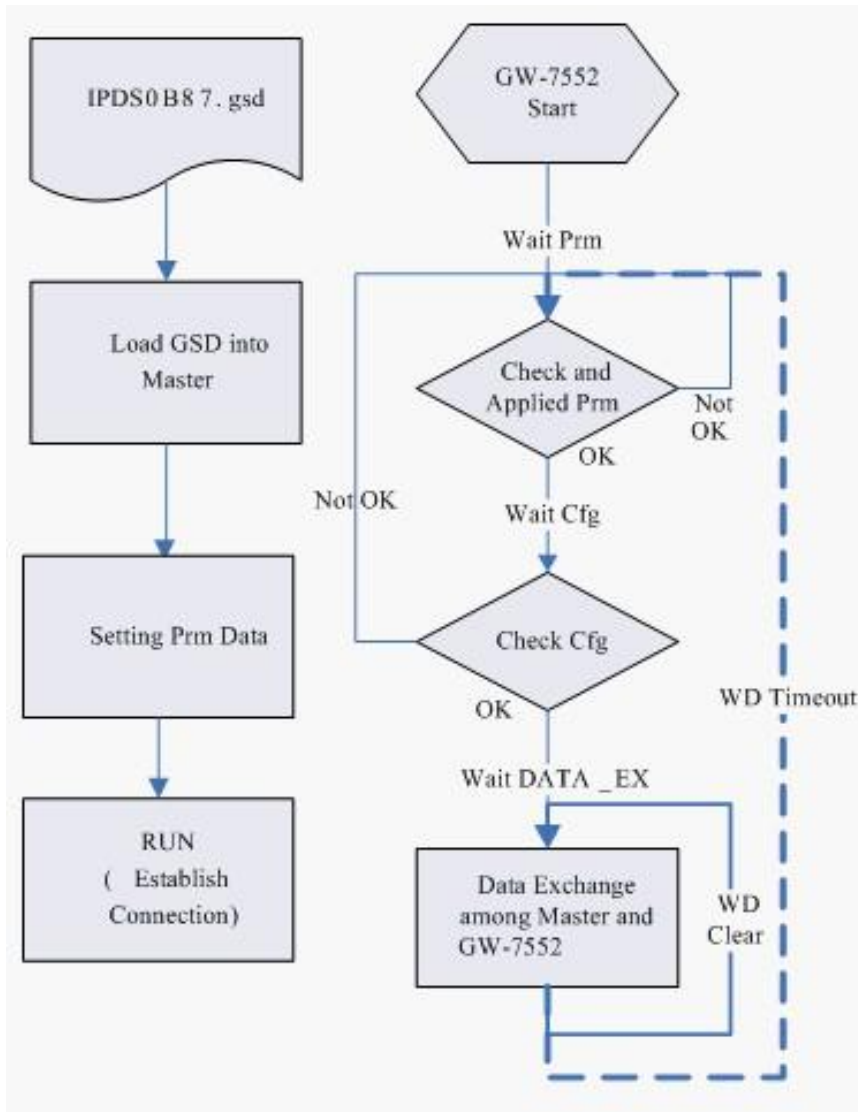 IPDS0B87.gsd
Load GSD into
Master
Setting Prm Data
RUN
( Establish
Connection)
GW-7552
Start
Wait Prm
Check and
Applied Prm
Not
OK
OK
Not OK
Wait Cfg
Check Cfg
OK
WD Timeout
Wait DATA _EX
Data Exchange
among Master and
GW-7552
WD
Clear